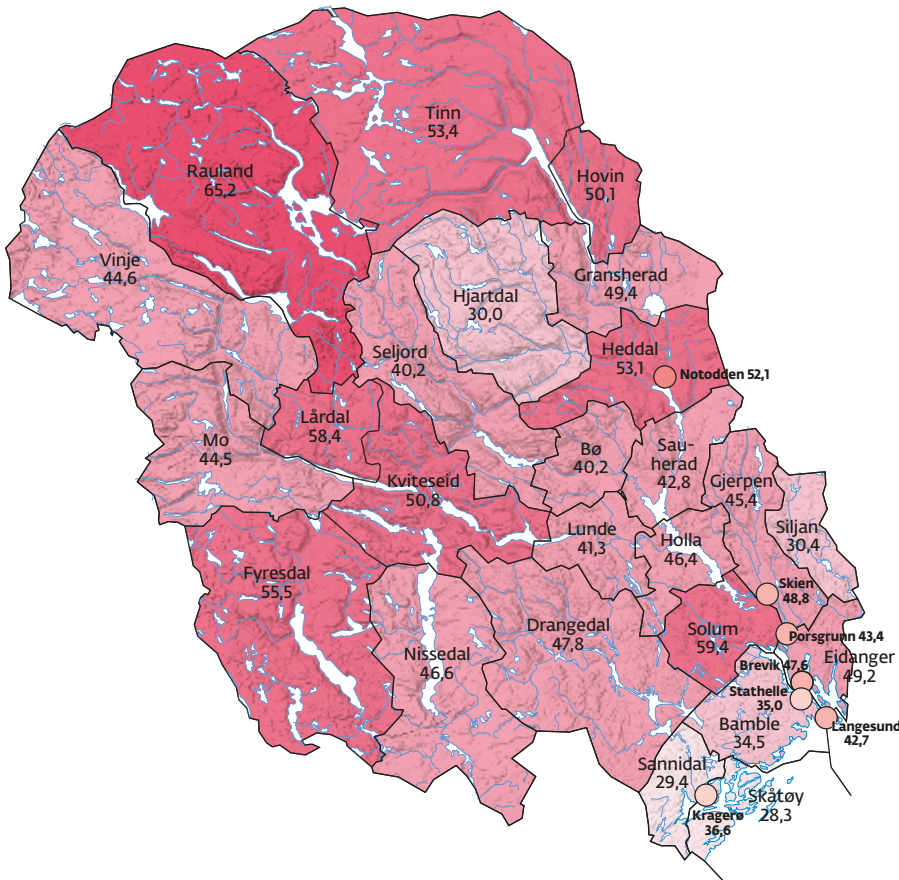 Tinn
53,4
Rauland
65,2
Hovin
50,1
Vinje
44,6
Gransherad
49,4
Hjartdal
30,0
Seljord
40,2
Heddal
53,1
Notodden 52,1
Lårdal
58,4
Mo
44,5
Bø
40,2
Sau-
herad
42,8
Kviteseid
50,8
Gjerpen
45,4
Lunde
41,3
Holla
46,4
Siljan
30,4
Fyresdal
55,5
Skien
48,8
Drangedal
47,8
Solum
59,4
Porsgrunn 43,4
Nissedal
46,6
Eidanger
49,2
Brevik 47,6
Stathelle
35,0
Bamble
34,5
Langesund
42,7
Sannidal
29,4
Skåtøy
28,3
Kragerø
36,6